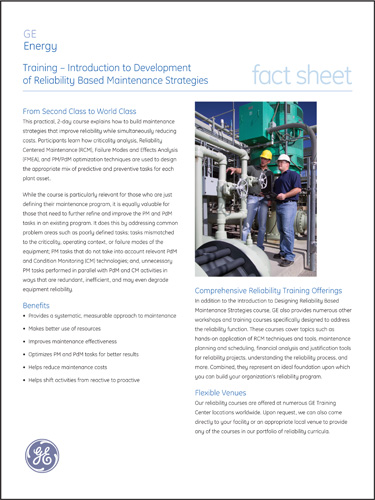 GE
Energy
Training – Introduction to Development
of Reliability Based Maintenance Strategies
fact sheet
From Second Class to World Class
This practical, 2-day course explains how to build maintenance
strategies that improve reliability while simultaneously reducing
costs. Participants learn how criticality analysis, Reliability
Centered Maintenance (RCM), Failure Modes and Effects Analysis
(FMEA), and PM/PdM optimization techniques are used to design
the appropriate mix of predictive and preventive tasks for each
plant asset.
While the course is particularly relevant for those who are just
defining their maintenance program, it is equally valuable for
those that need to further refine and improve the PM and PdM
tasks in an existing program. It does this by addressing common
problem areas such as poorly defined tasks; tasks mismatched
to the criticality, operating context, or failure modes of the
equipment; PM tasks that do not take into account relevant PdM
and Condition Monitoring (CM) technologies; and, unnecessary
PM tasks performed in parallel with PdM and CM activities in
ways that are redundant, inefficient, and may even degrade
equipment reliability.
Benefits
• Provides a systematic, measurable approach to maintenance
• Makes better use of resources
• Improves maintenance effectiveness
• Optimizes PM and PdM tasks for better results
• Helps reduce maintenance costs
• Helps shift activities from reactive to proactive
Comprehensive Reliability Training Offerings
In addition to the Introduction to Designing Reliability Based
Maintenance Strategies course, GE also provides numerous other
workshops and training courses specifically designed to address
the reliability function. These courses cover topics such as
hands-on application of RCM techniques and tools, maintenance
planning and scheduling, financial analysis and justification tools
for reliability projects, understanding the reliability process, and
more. Combined, they represent an ideal foundation upon which
you can build your organization's reliability program.
Flexible Venues
Our reliability courses are offered at numerous GE Training
Center locations worldwide. Upon request, we can also come
directly to your facility or an appropriate local venue to provide
any of the courses in our portfolio of reliability curricula.
GE